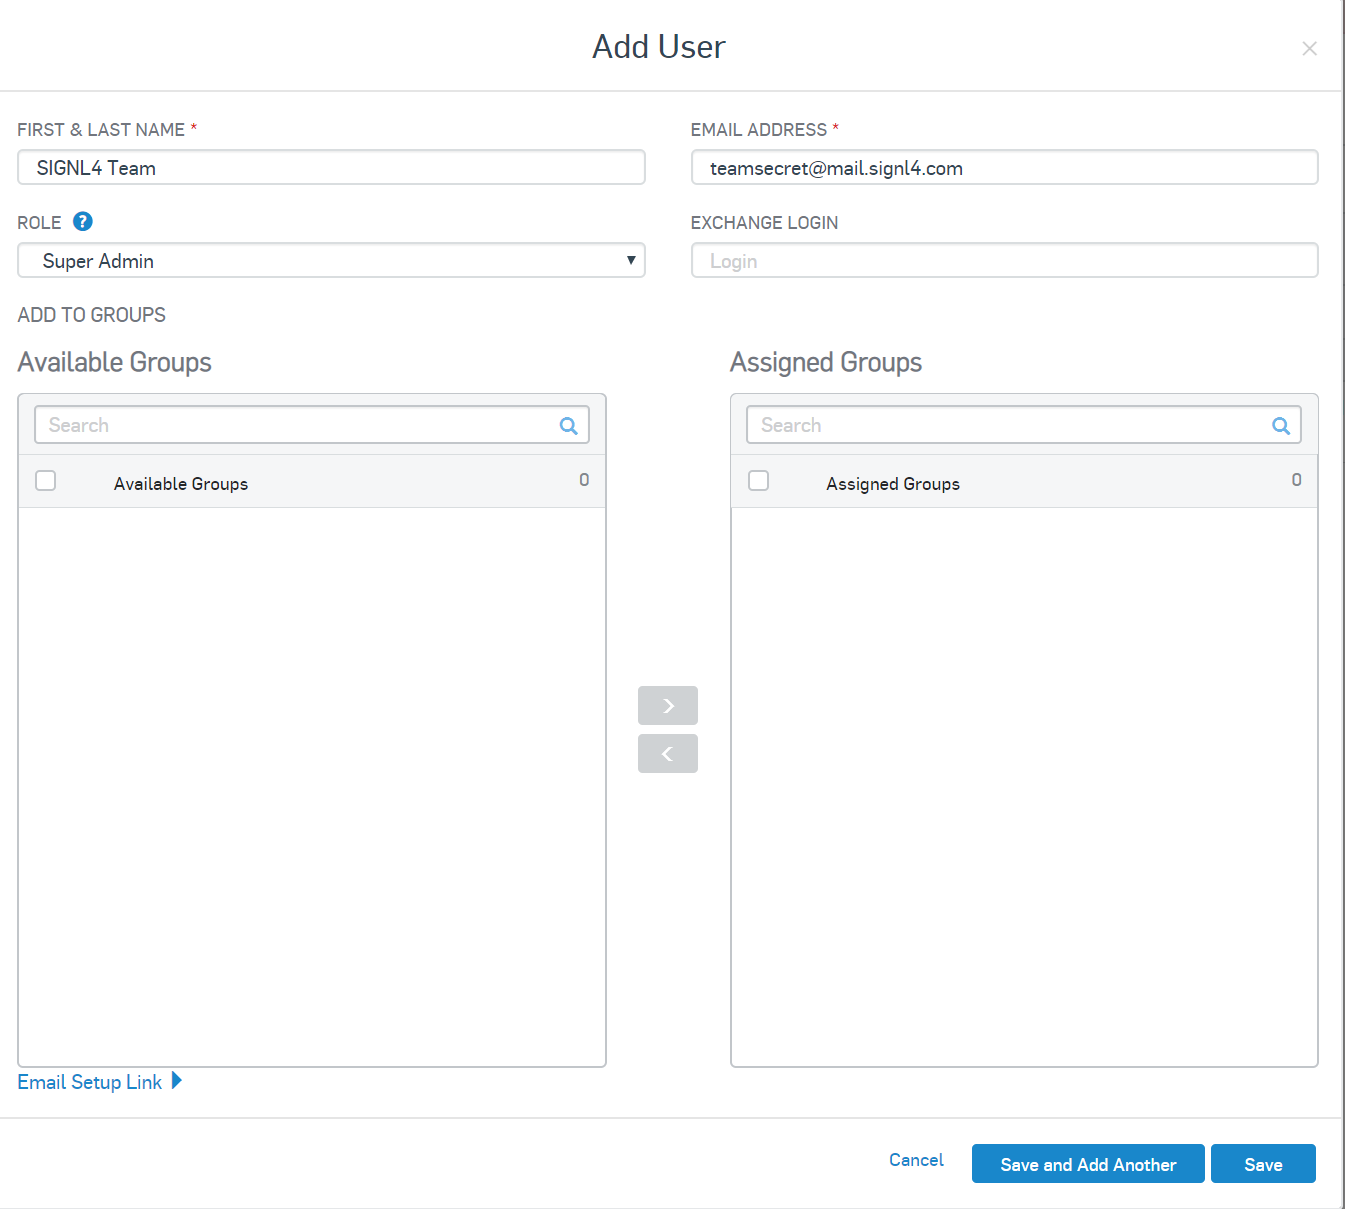 Add User
FIRST & LAST NAME *
EMAIL ADDRESS *
SIGNL4 Team
teamsecret@mail.signl4.com
ROLE ?
EXCHANGE LOGIN
Super Admin
Login
ADD TO GROUPS
Available Groups
Assigned Groups
Search
Search
Available Groups 0
Assigned Groups 0
Email Setup Link
Cancel
Save and Add Another
Save